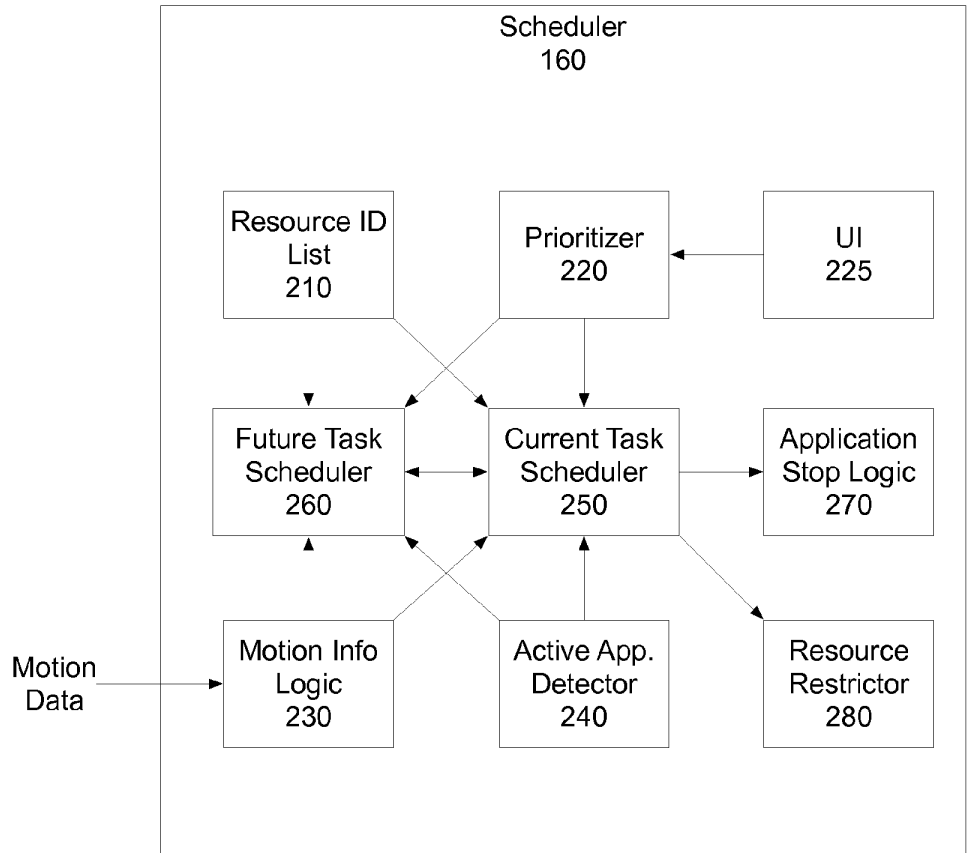 Scheduler
160
Resource ID
List
210
Prioritizer
220
UI
225
Future Task
Scheduler
260
Current Task
Scheduler
250
Application
Stop Logic
270
Motion
Data
Motion Info
Logic
230
Active App.
Detector
240
Resource
Restrictor
280